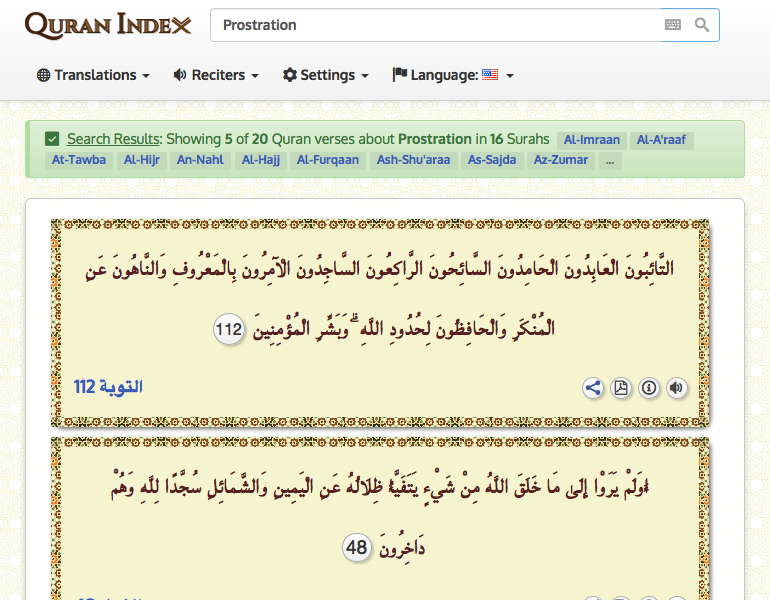 QURAN INDEX
Prostration
Translations
Reciters
Settings
Language:
Search Results: Showing 5 of 20 Quran verses about Prostration in 16 Surahs Al-Imraan Al-A'raaf
At-Tawba Al-Hijr An-Nahl Al-Hajj Al-Furqaan Ash-Shu'araa As-Sajda Az-Zumar ...
التَّائِبُونَ الْعَابِدُونَ الْحَامِدُونَ السَّائِحُونَ الرَّاكِعُونَ السَّاجِدُونَ الْآمِرُونَ بِالْمَعْرُوفِ وَالنَّاهُونَ عَنِ
الْمُنْكَرِ وَالْحَافِظُونَ لِحُدُودِ اللَّهِ ۗ وَبَشِّرِ الْمُؤْمِنِينَ 112
التوبة 112
أَوَلَمْ يَرَوْا إِلَىٰ مَا خَلَقَ اللَّهُ مِنْ شَيْءٍ يَتَفَيَّأُ ظِلَالُهُ عَنِ الْيَمِينِ وَالشَّمَائِلِ سُجَّدًا لِلَّهِ وَهُمْ
دَاخِرُونَ 48